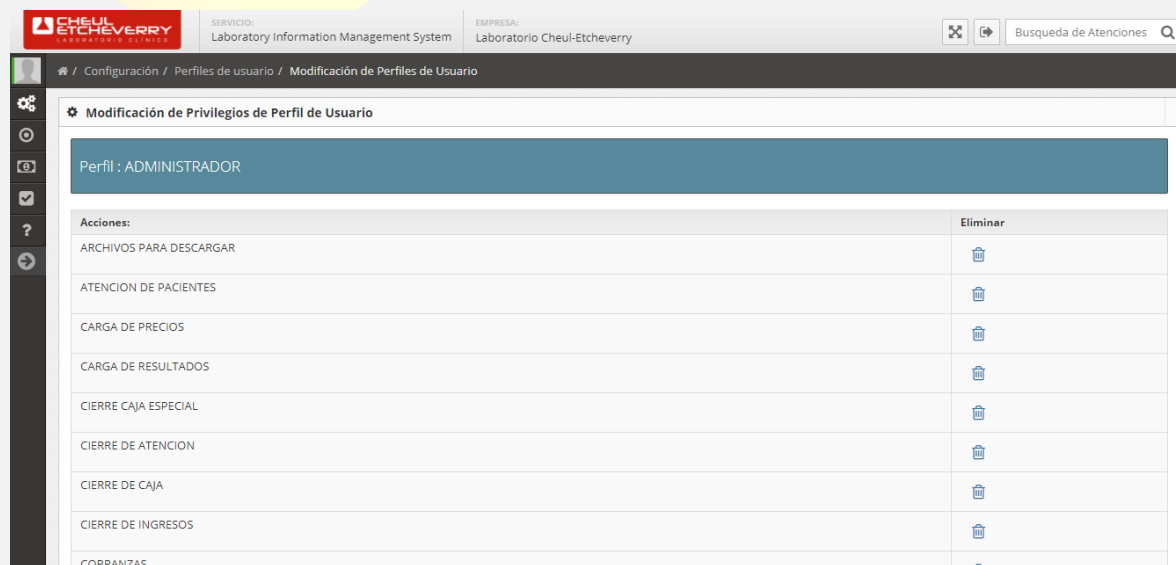 CHEUL
ETCHEVERRY
LABORATORIO CLÍNICO
SERVICIO:
Laboratory Information Management System
EMPRESA:
Laboratorio Cheul-Etcheverry
Busqueda de Atenciones
/ Configuración / Perfiles de usuario / Modificación de Perfiles de Usuario
Modificación de Privilegios de Perfil de Usuario
Perfil : ADMINISTRADOR
Acciones: Eliminar
ARCHIVOS PARA DESCARGAR
ATENCION DE PACIENTES
CARGA DE PRECIOS
CARGA DE RESULTADOS
CIERRE CAJA ESPECIAL
CIERRE DE ATENCION
CIERRE DE CAJA
CIERRE DE INGRESOS
COBRANZAS